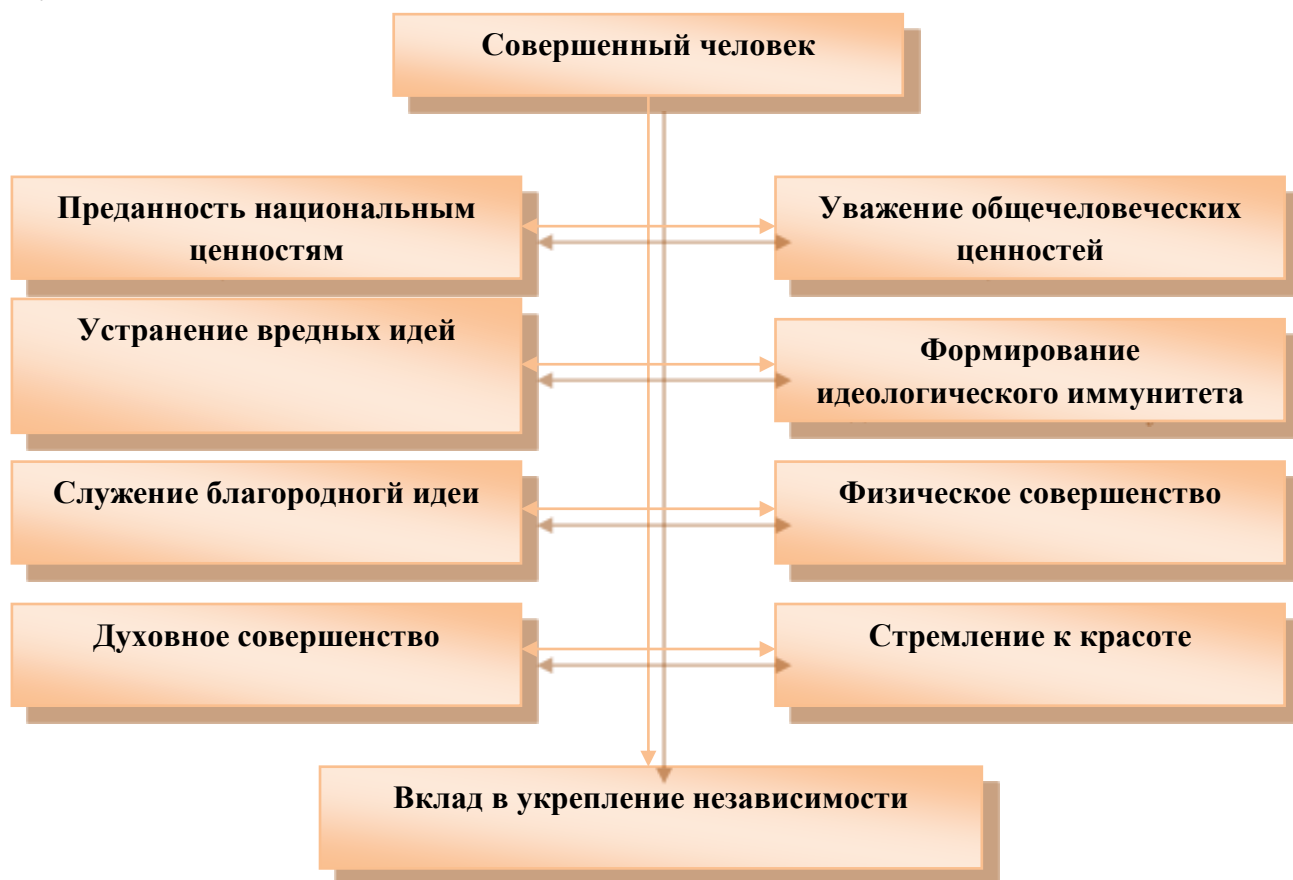 Совершенный человек
Преданность национальным
ценностям
Уважение общечеловеческих
ценностей
Устранение вредных идей
Формирование
идеологического иммунитета
Служение благородногй идеи
Физическое совершенство
Духовное совершенство
Стремление к красоте
Вклад в укрепление независимости